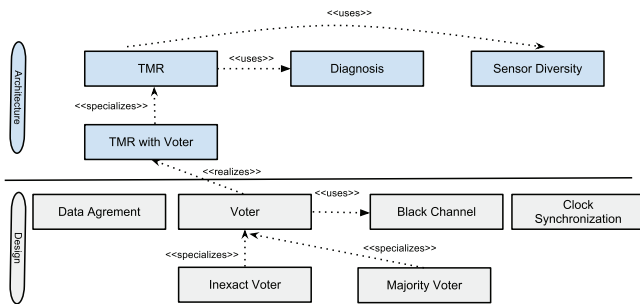 <<uses>>
Architecture
TMR
<<uses>>
Diagnosis
Sensor Diversity
<<specializes>>
TMR with Voter
<<realizes>>
Design
Data Agrement
Voter
<<uses>>
Black Channel
Clock
Synchronization
<<specializes>>
<<specializes>>
Inexact Voter
Majority Voter